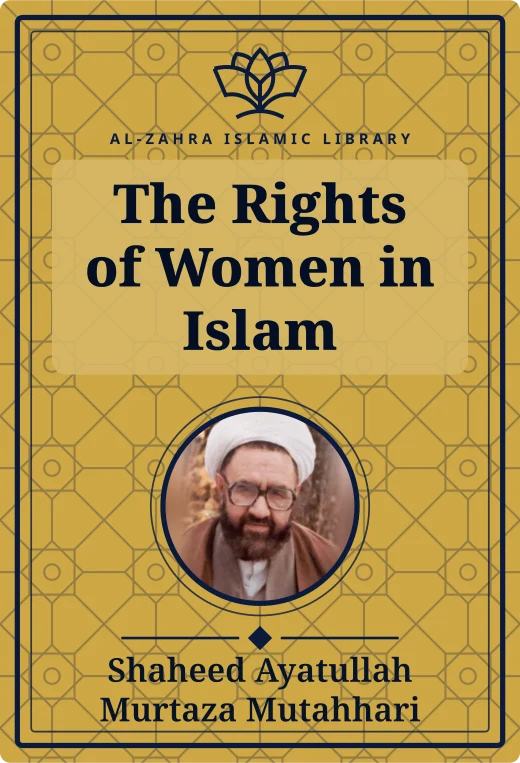 AL-ZAHRA ISLAMIC LIBRARY
The Rights
of Women in
Islam
Shaheed Ayatullah
Murtaza Mutahhari